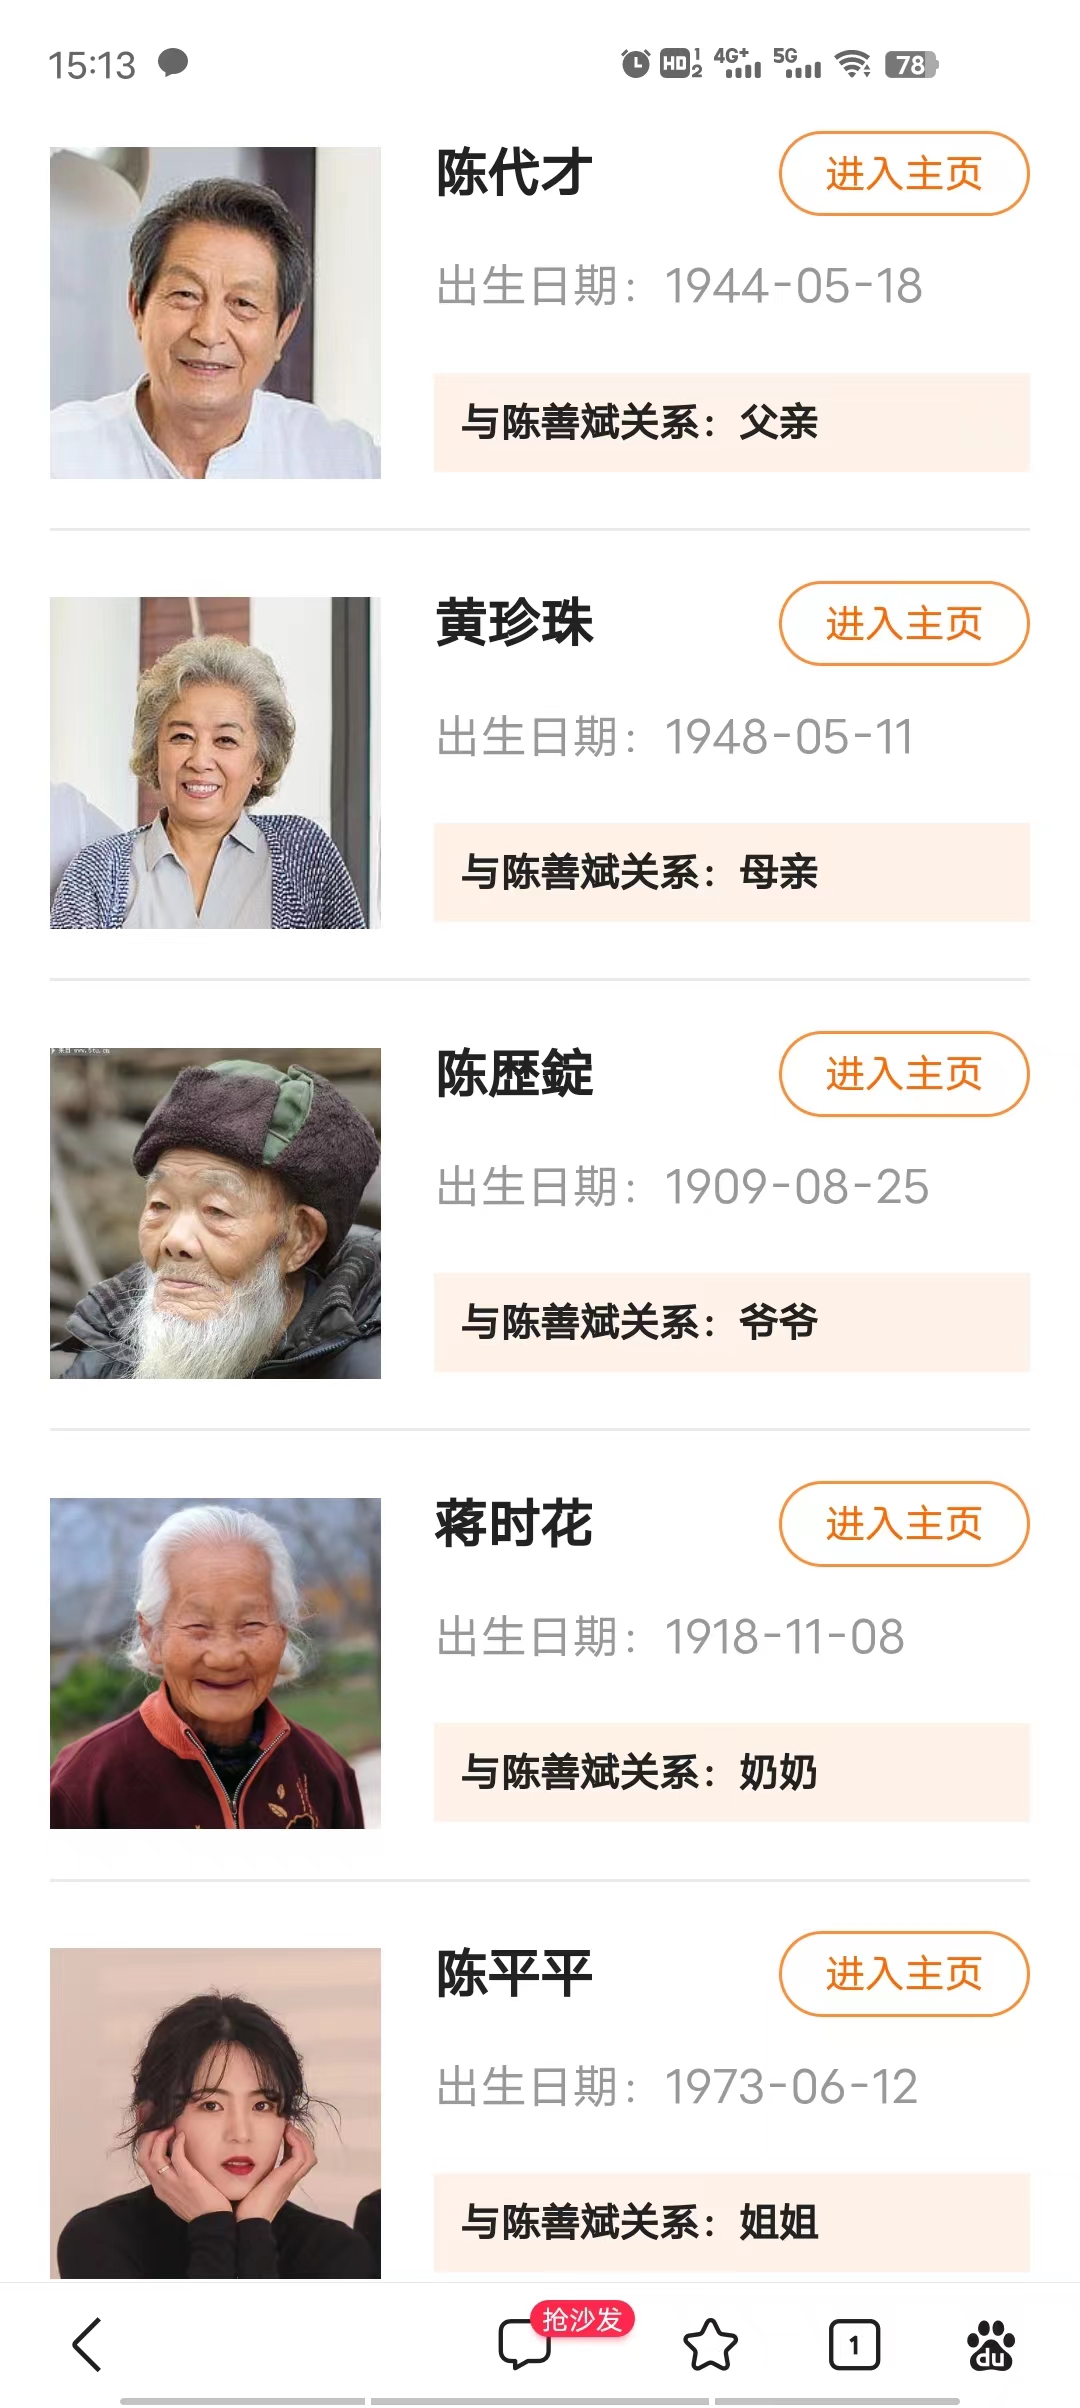 15:13
HD 1 2 4G+ 5G 78
陈代才
进入主页
出生日期：1944-05-18
与陈善斌关系：父亲
黄珍珠
进入主页
出生日期：1948-05-11
与陈善斌关系：母亲
陈歴錠
进入主页
出生日期：1909-08-25
与陈善斌关系：爷爷
蒋时花
进入主页
出生日期：1918-11-08
与陈善斌关系：奶奶
陈平平
进入主页
出生日期：1973-06-12
与陈善斌关系：姐姐
抢沙发
1
du